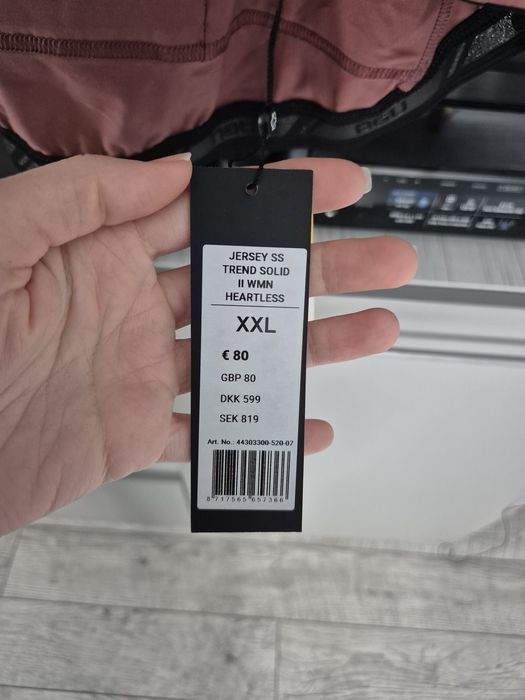 JERSEY SS
TREND SOLID
II WMN
HEARTLESS
XXL
€ 80
GBP 80
DKK 599
SEK 819
Art. No.: 44303300-520-07
8 717565 657366